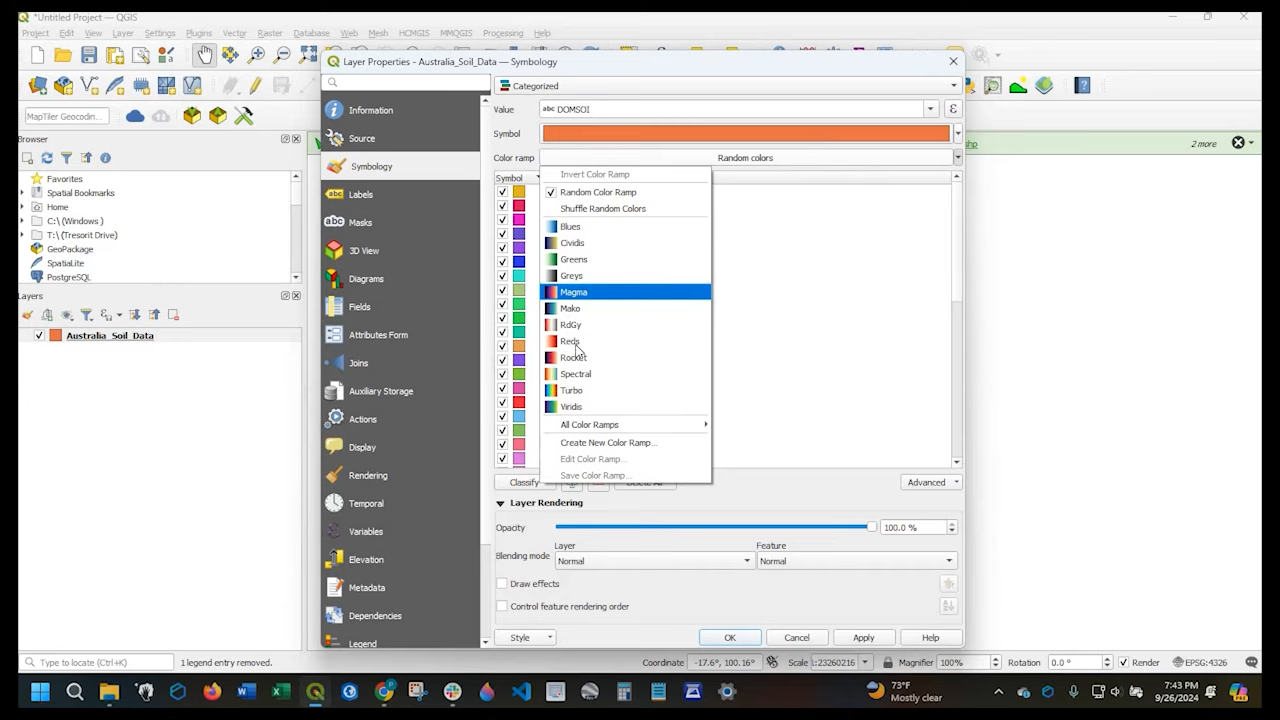 *Untitled Project — QGIS
Project Edit View Layer Settings Plugins Vector Raster Database Web Mesh HCMGIS MMQGIS Processing Help
Layer Properties - Australia_Soil_Data — Symbology
MapTiler Geocodin...
Browser
Favorites
Spatial Bookmarks
Home
C:\ (Windows )
T:\ (Tresorit Drive)
GeoPackage
SpatiaLite
PostgreSQL
Layers
Australia_Soil_Data
Information
Source
Symbology
abc Labels
abc Masks
3D View
Diagrams
Fields
Attributes Form
Joins
Auxiliary Storage
Actions
Display
Rendering
Temporal
Variables
Elevation
Metadata
Dependencies
Legend
Categorized
Value abc DOMSOI ε
Symbol
Color ramp Random colors
Symbol
Invert Color Ramp
Random Color Ramp
Shuffle Random Colors
Blues
Cividis
Greens
Greys
Magma
Mako
RdGy
Reds
Rocket
Spectral
Turbo
Viridis
All Color Ramps
Create New Color Ramp...
Edit Color Ramp...
Save Color Ramp...
Classify Delete All Advanced
Layer Rendering
Opacity 100.0 %
Layer Feature
Blending mode Normal Normal
Draw effects
Control feature rendering order
Style OK Cancel Apply Help
shp 2 more
Type to locate (Ctrl+K) 1 legend entry removed. Coordinate -17.6°, 100.16° Scale 1:23260216 Magnifier 100% Rotation 0.0 ° Render EPSG:4326
73°F
Mostly clear
7:43 PM
9/26/2024